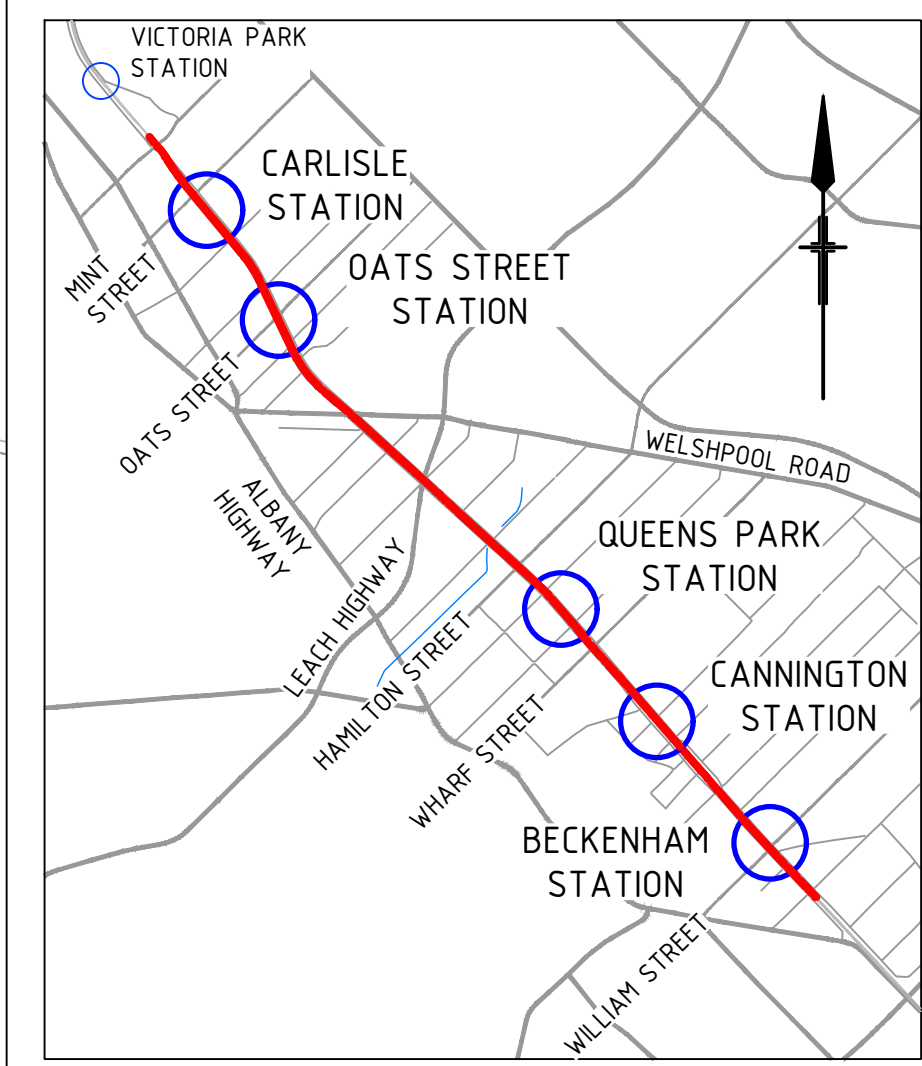 VICTORIA PARK
STATION
CARLISLE
STATION
MINT
STREET
OATS STREET
STATION
OATS STREET
WELSHPOOL ROAD
ALBANY
HIGHWAY
QUEENS PARK
STATION
LEACH HIGHWAY
HAMILTON STREET
CANNINGTON
STATION
WHARF STREET
BECKENHAM
STATION
WILLIAM STREET